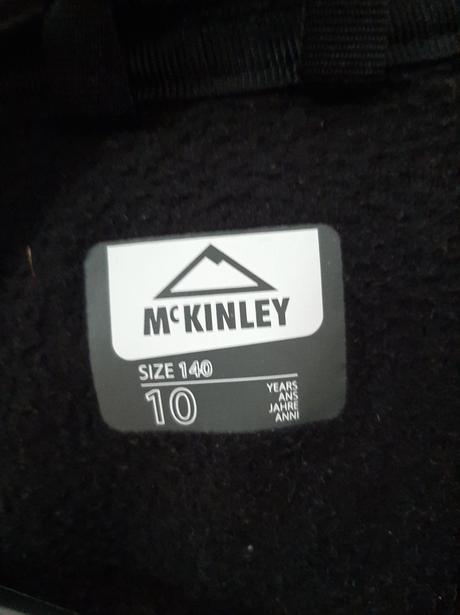 McKINLEY
SIZE 140
10
YEARS
ANS
JAHRE
ANNI